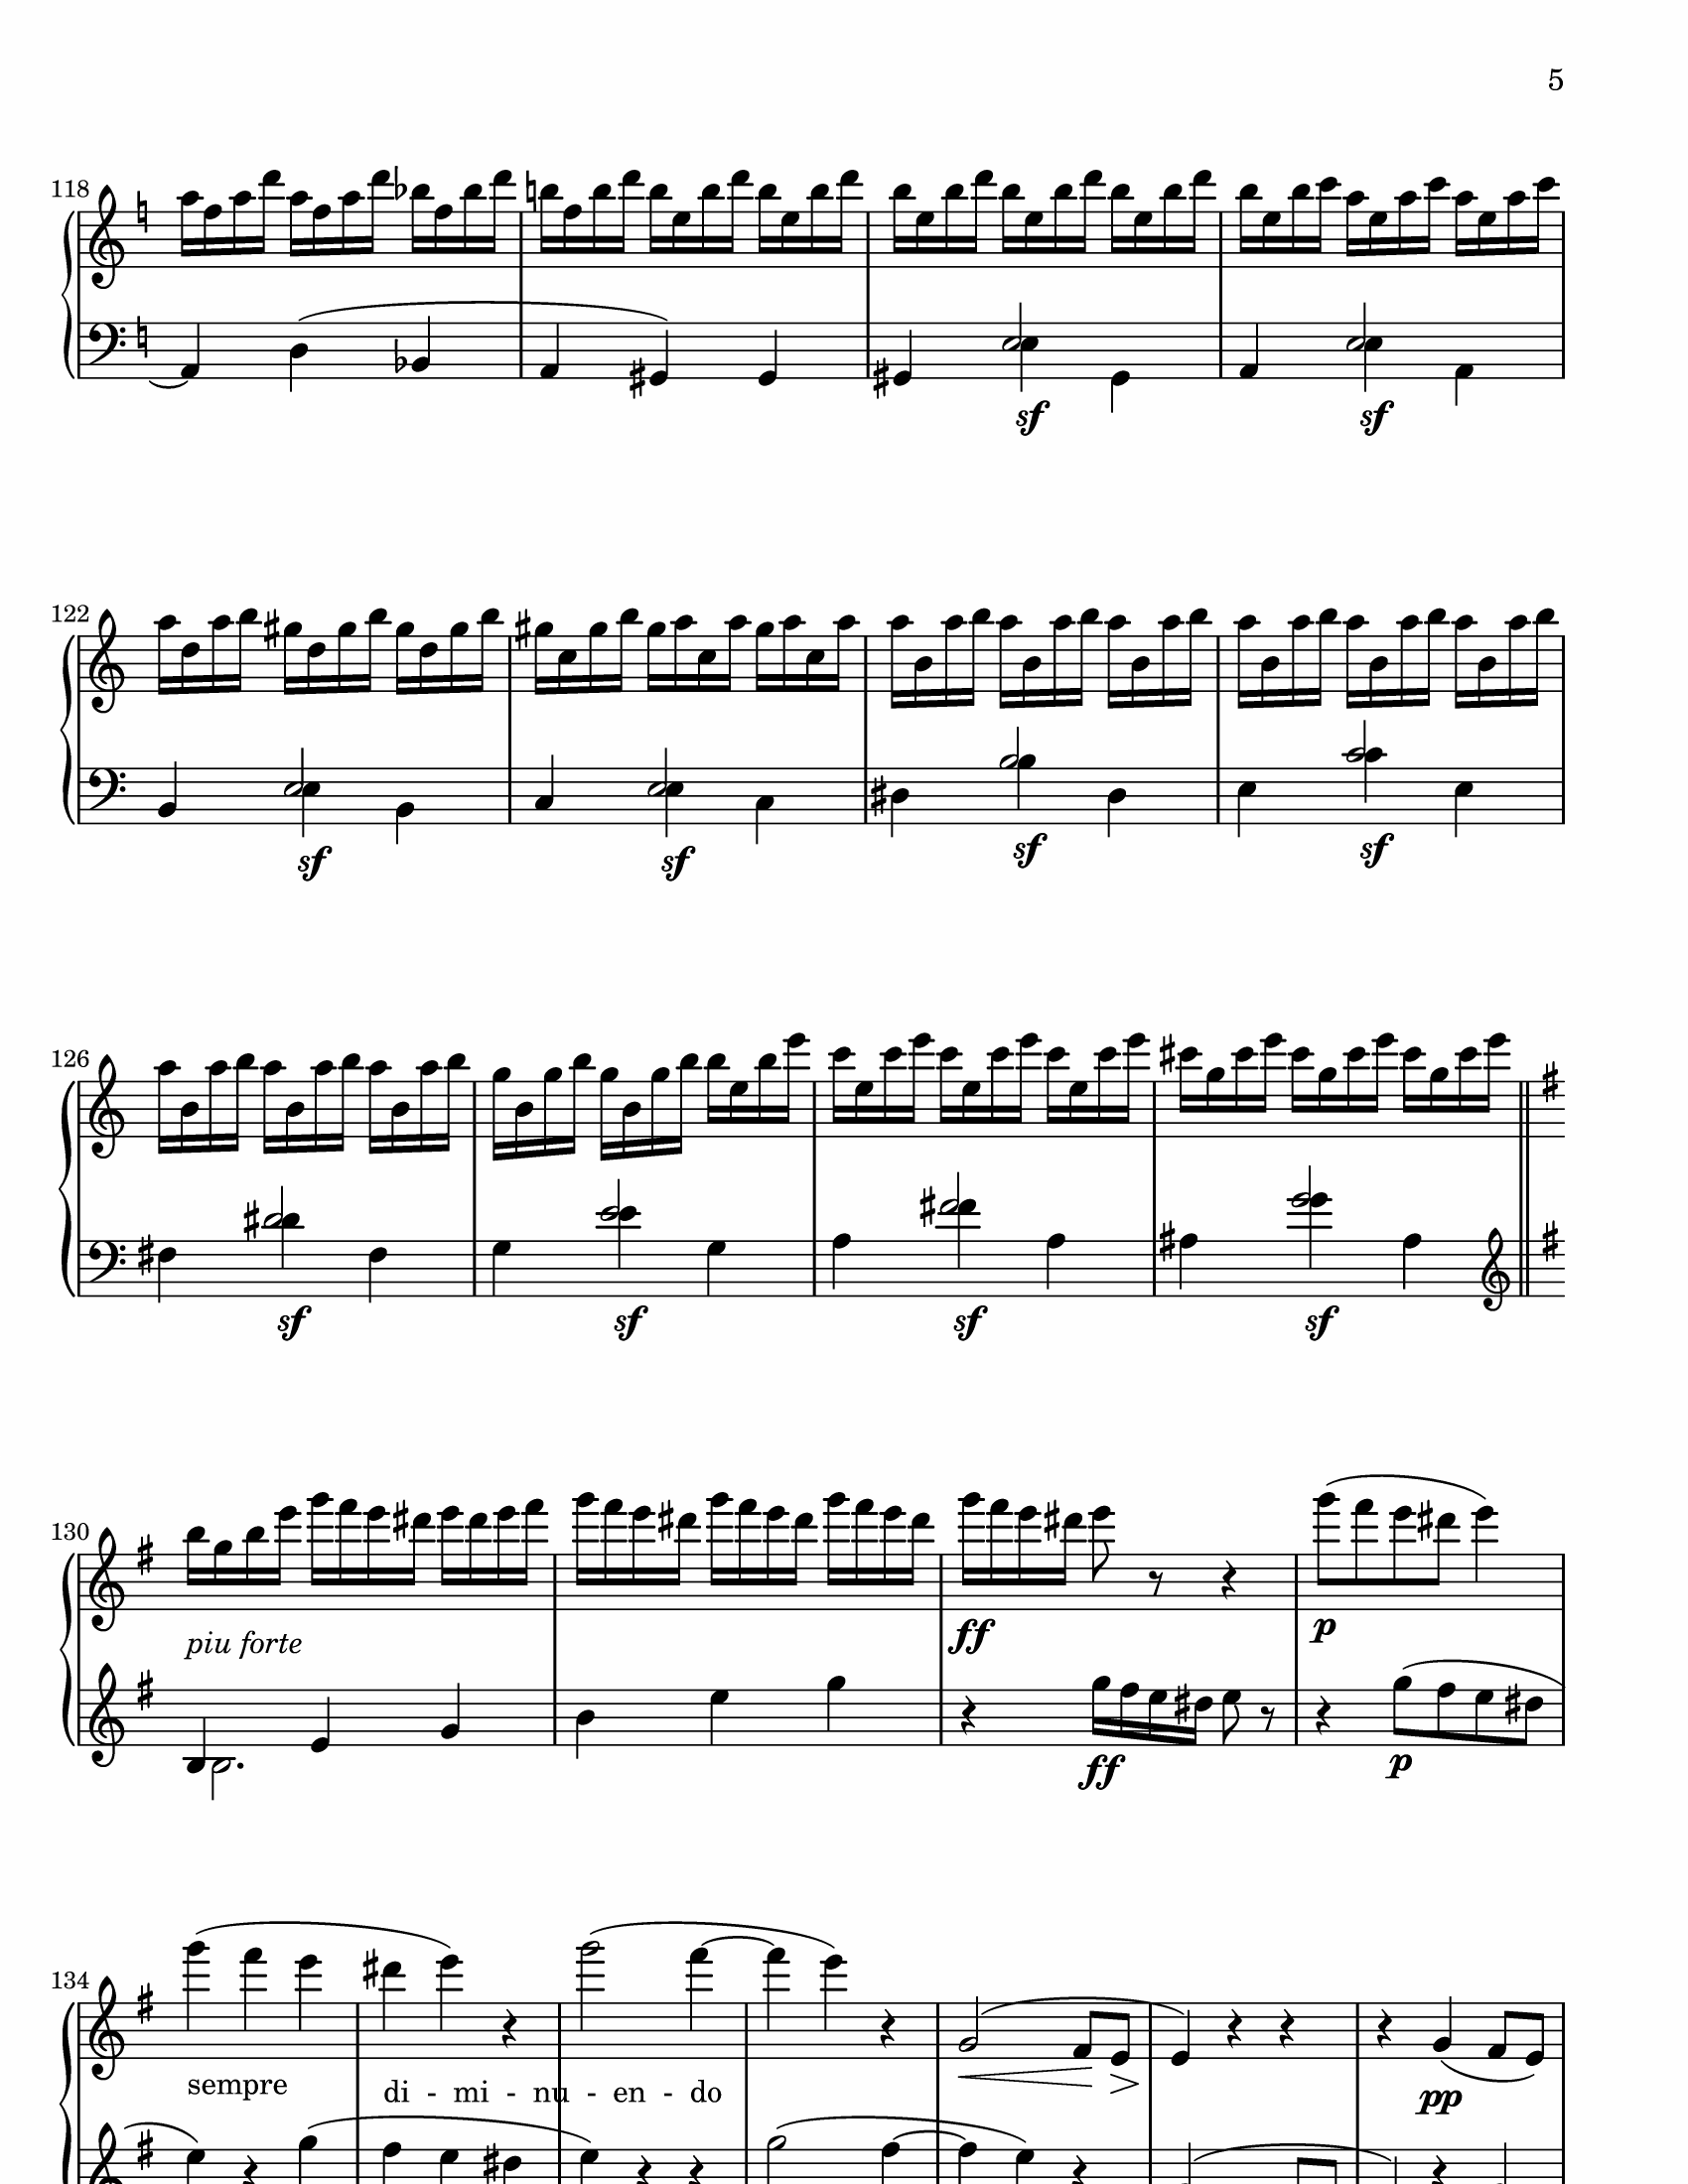 5
118
sf sf
122
sf sf sf sf
126
sf sf sf sf
130
piu forte ff p
ff p
134
sempre di - mi - nu - en - do pp